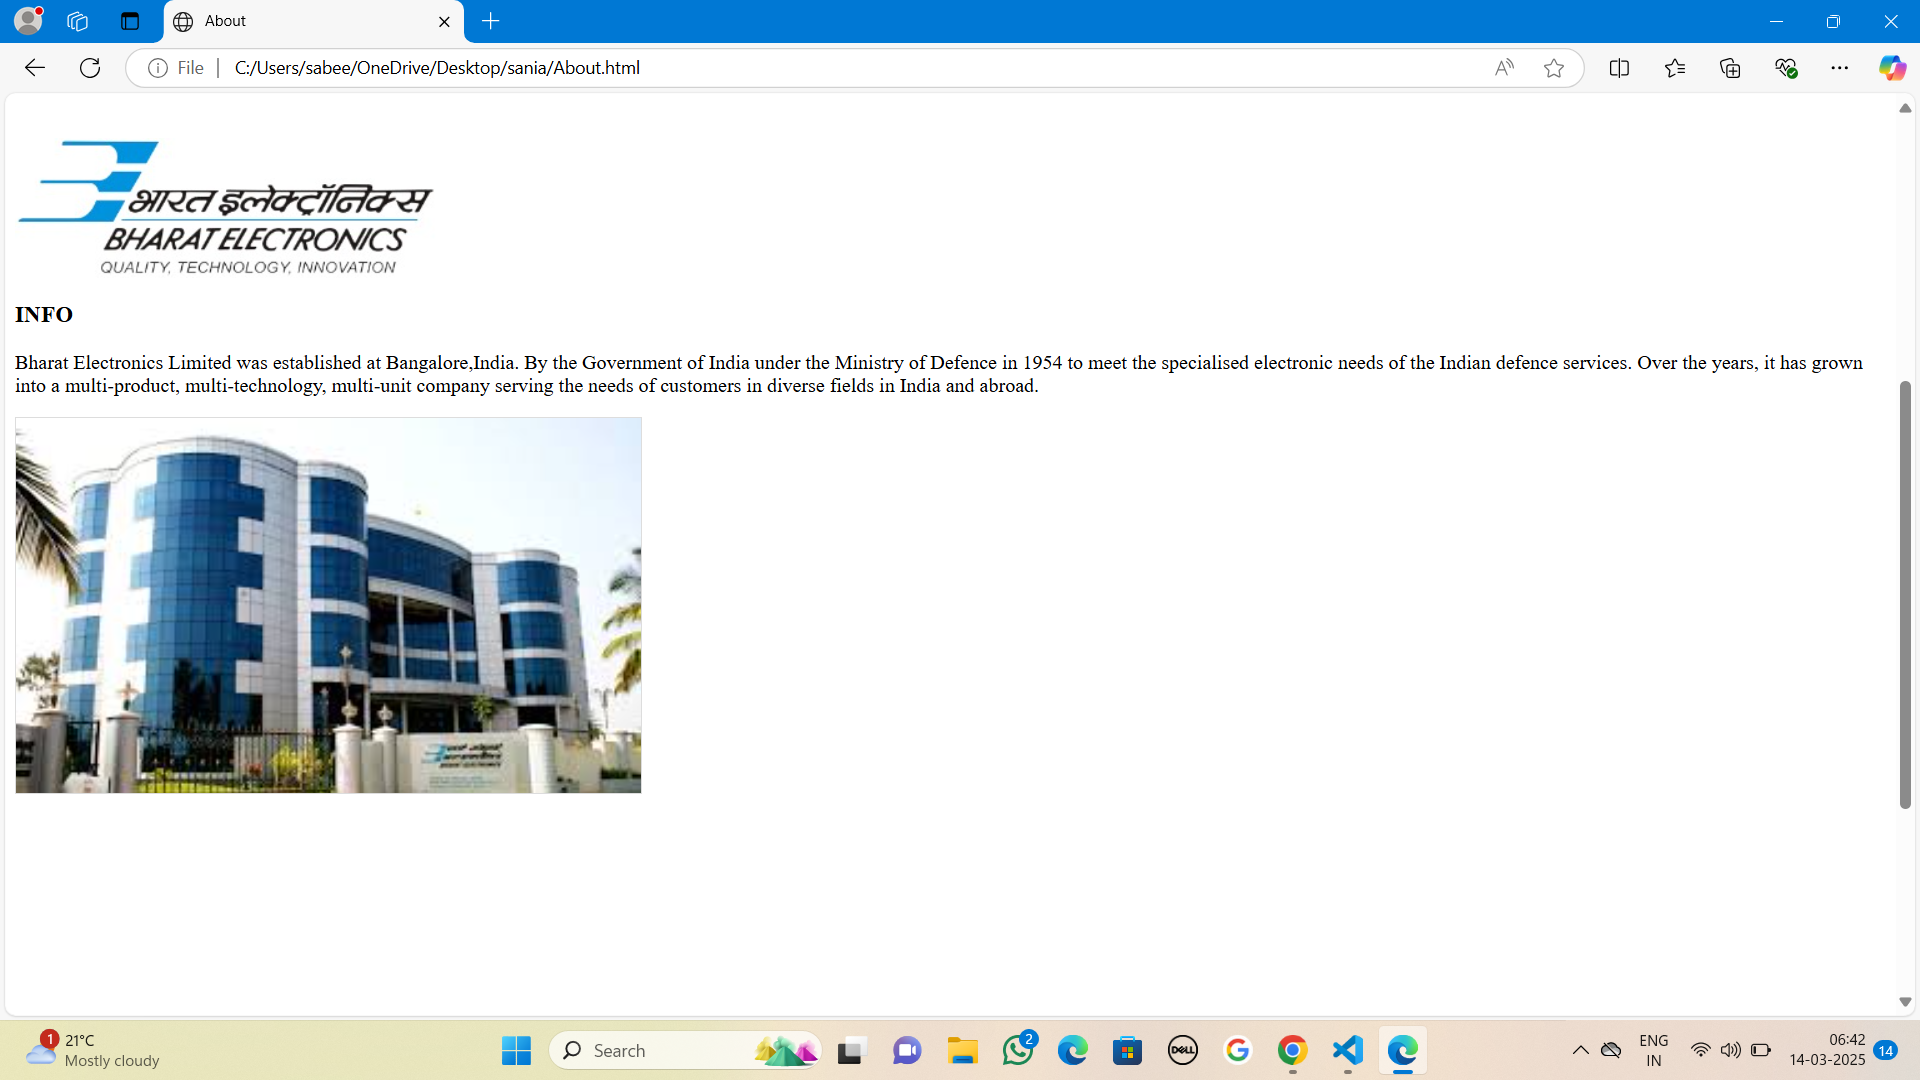 About
File
C:/Users/sabee/OneDrive/Desktop/sania/About.html
भारत इलेक्ट्रॉनिक्स
BHARAT ELECTRONICS
QUALITY, TECHNOLOGY, INNOVATION
INFO
Bharat Electronics Limited was established at Bangalore,India. By the Government of India under the Ministry of Defence in 1954 to meet the specialised electronic needs of the Indian defence services. Over the years, it has grown
into a multi-product, multi-technology, multi-unit company serving the needs of customers in diverse fields in India and abroad.
1
21°C
Mostly cloudy
Search
2
DELL
ENG
IN
06:42
14-03-2025
14